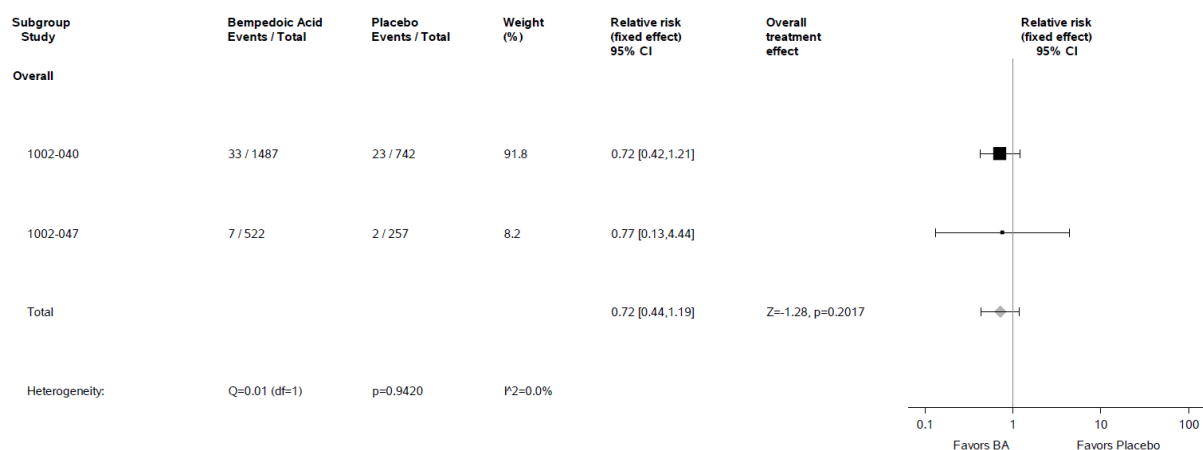 Subgroup Bempedoic Acid Placebo Weight Relative risk Overall Relative risk
Study Events / Total Events / Total (%) (fixed effect) treatment (fixed effect)
95% CI effect 95% CI
Overall
1002-040 33 / 1487 23 / 742 91.8 0.72 [0.42,1.21]
1002-047 7 / 522 2 / 257 8.2 0.77 [0.13,4.44]
Total 0.72 [0.44,1.19] Z=-1.28, p=0.2017
Heterogeneity: Q=0.01 (df=1) p=0.9420 I^2=0.0%
0.1 1 10 100
Favors BA Favors Placebo